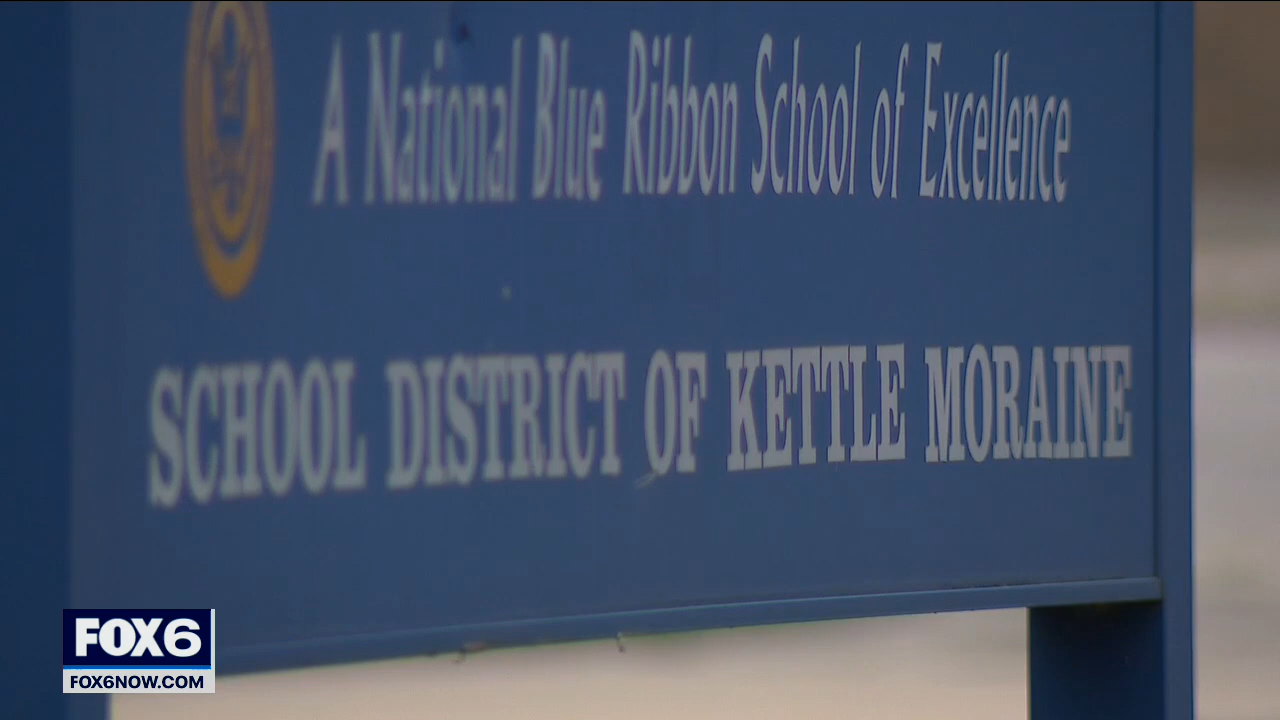 A National Blue Ribbon School of Excellence
SCHOOL DISTRICT OF KETTLE MORAINE
FOX6
FOX6NOW.COM